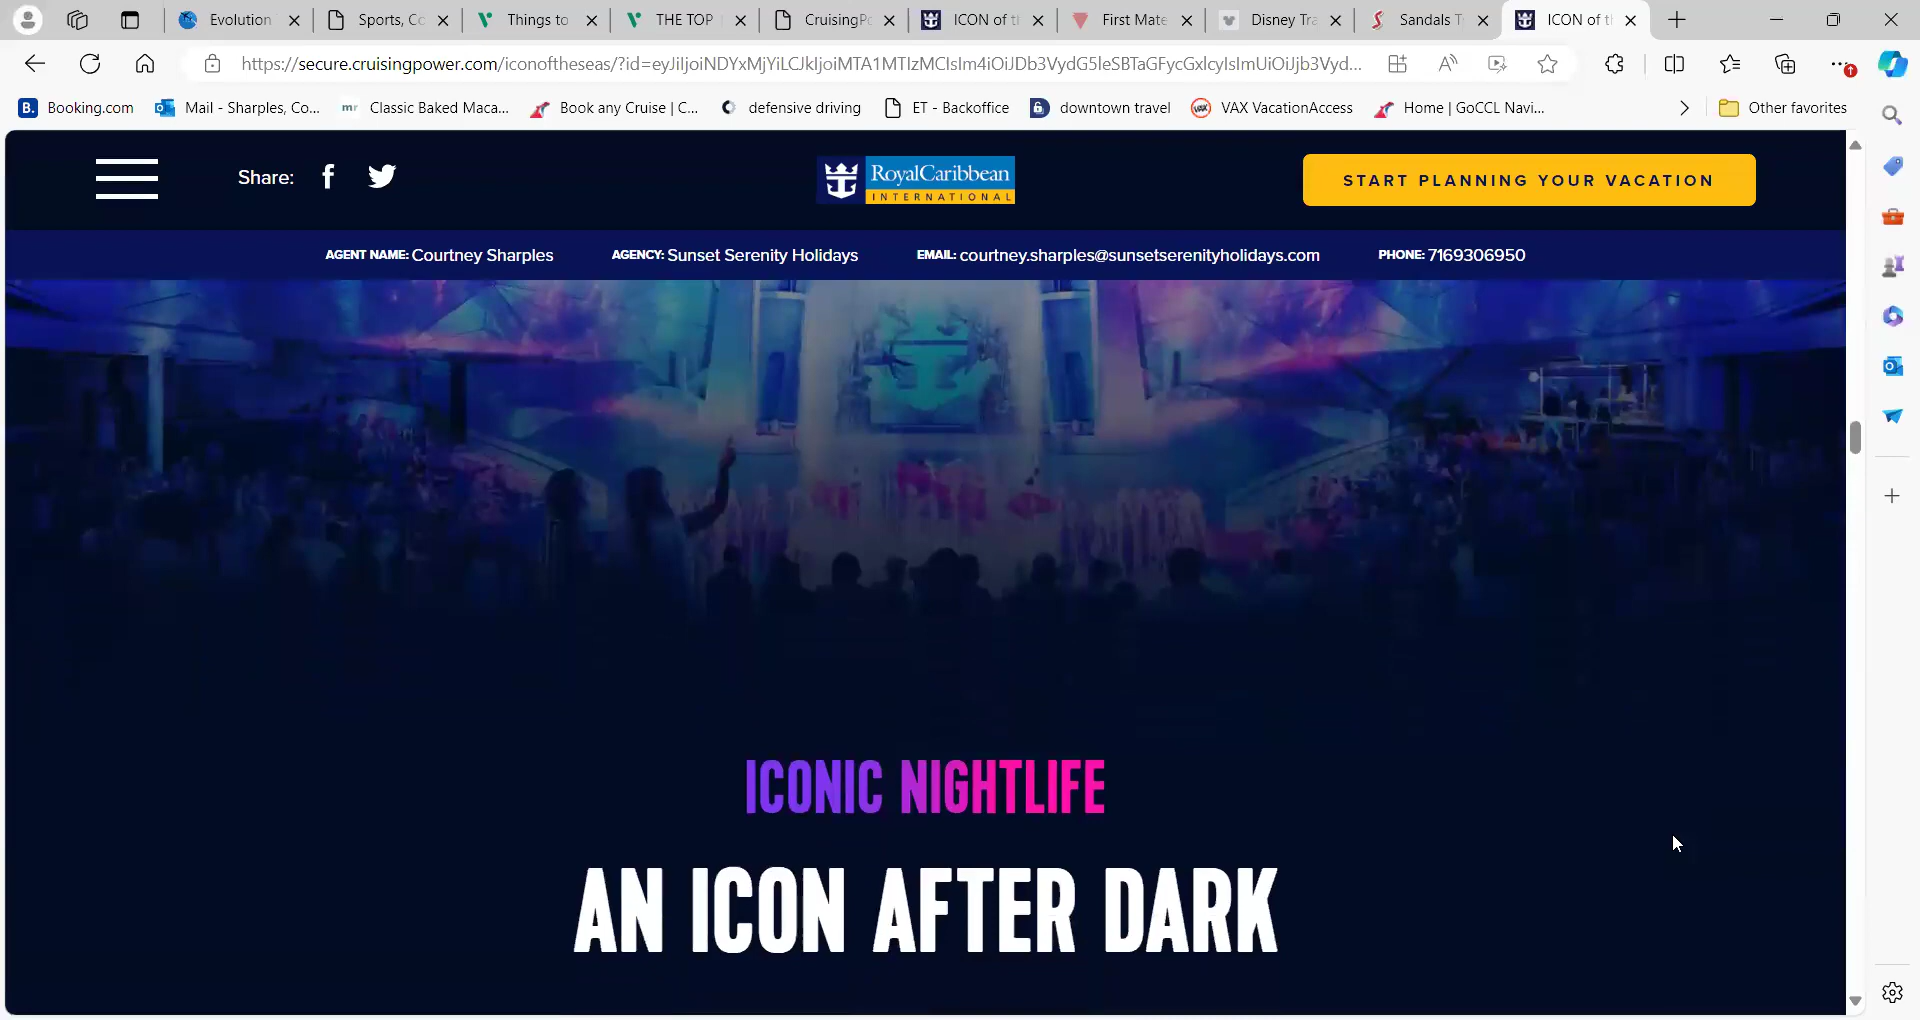 Evolution
Sports, Co
Things to
THE TOP
CruisingPo
ICON of th
First Mate
Disney Tra
Sandals Tr
ICON of th
https://secure.cruisingpower.com/iconoftheseas/?id=eyJiIjoiNDYxMjYiLCJkIjoiMTA1MTIzMCIsIm4iOiJDb3VydG5leSBTaGFycGxlcyIsImUiOiJjb3Vyd...
B. Booking.com
Mail - Sharples, Co...
mr Classic Baked Maca...
Book any Cruise | C...
defensive driving
ET - Backoffice
downtown travel
VAX VacationAccess
Home | GoCCL Navi...
Other favorites
Share:
RoyalCaribbean
INTERNATIONAL
START PLANNING YOUR VACATION
AGENT NAME: Courtney Sharples AGENCY: Sunset Serenity Holidays EMAIL: courtney.sharples@sunsetserenityholidays.com PHONE: 7169306950
ICONIC NIGHTLIFE
AN ICON AFTER DARK